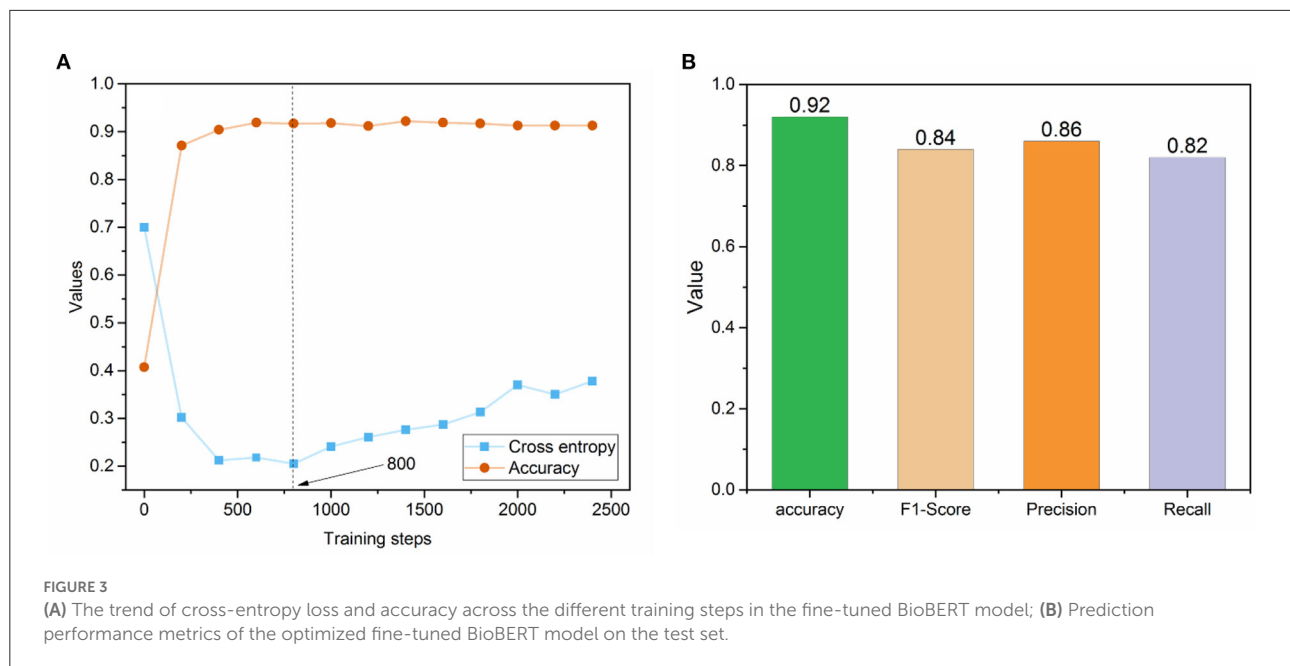 A
1.0
0.9
0.8
0.7
0.6
0.5
0.4
0.3
0.2
Values
0
500
1000
1500
2000
2500
Training steps
Cross entropy
Accuracy
800
B
1.0
0.8
0.6
0.4
0.2
0.0
Value
0.92
0.84
0.86
0.82
accuracy
F1-Score
Precision
Recall
FIGURE 3
(A) The trend of cross-entropy loss and accuracy across the different training steps in the fine-tuned BioBERT model; (B) Prediction
performance metrics of the optimized fine-tuned BioBERT model on the test set.